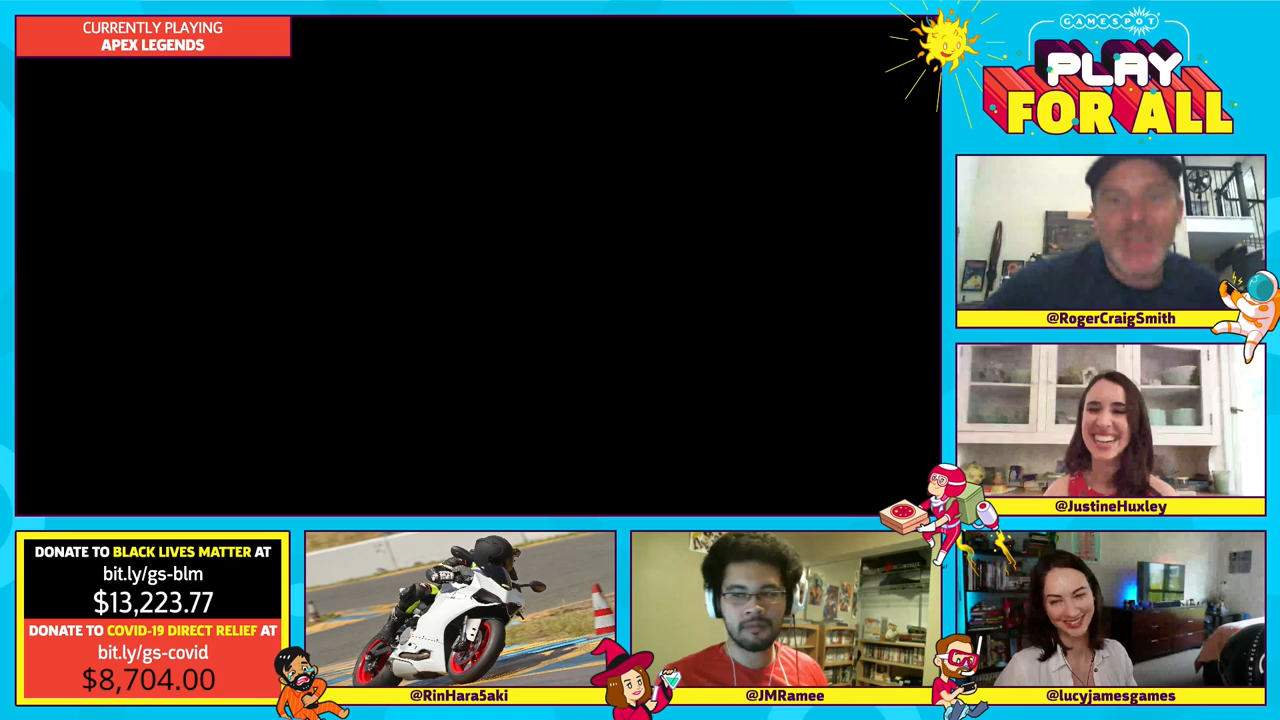 CURRENTLY PLAYING
APEX LEGENDS
GAMESPOT
PLAY
FOR ALL
@RogerCraigSmith
@JustineHuxley
DONATE TO BLACK LIVES MATTER AT
bit.ly/gs-blm
$13,223.77
DONATE TO COVID-19 DIRECT RELIEF AT
bit.ly/gs-covid
$8,704.00
@RinHara5aki
@JMRamee
@lucyjamesgames